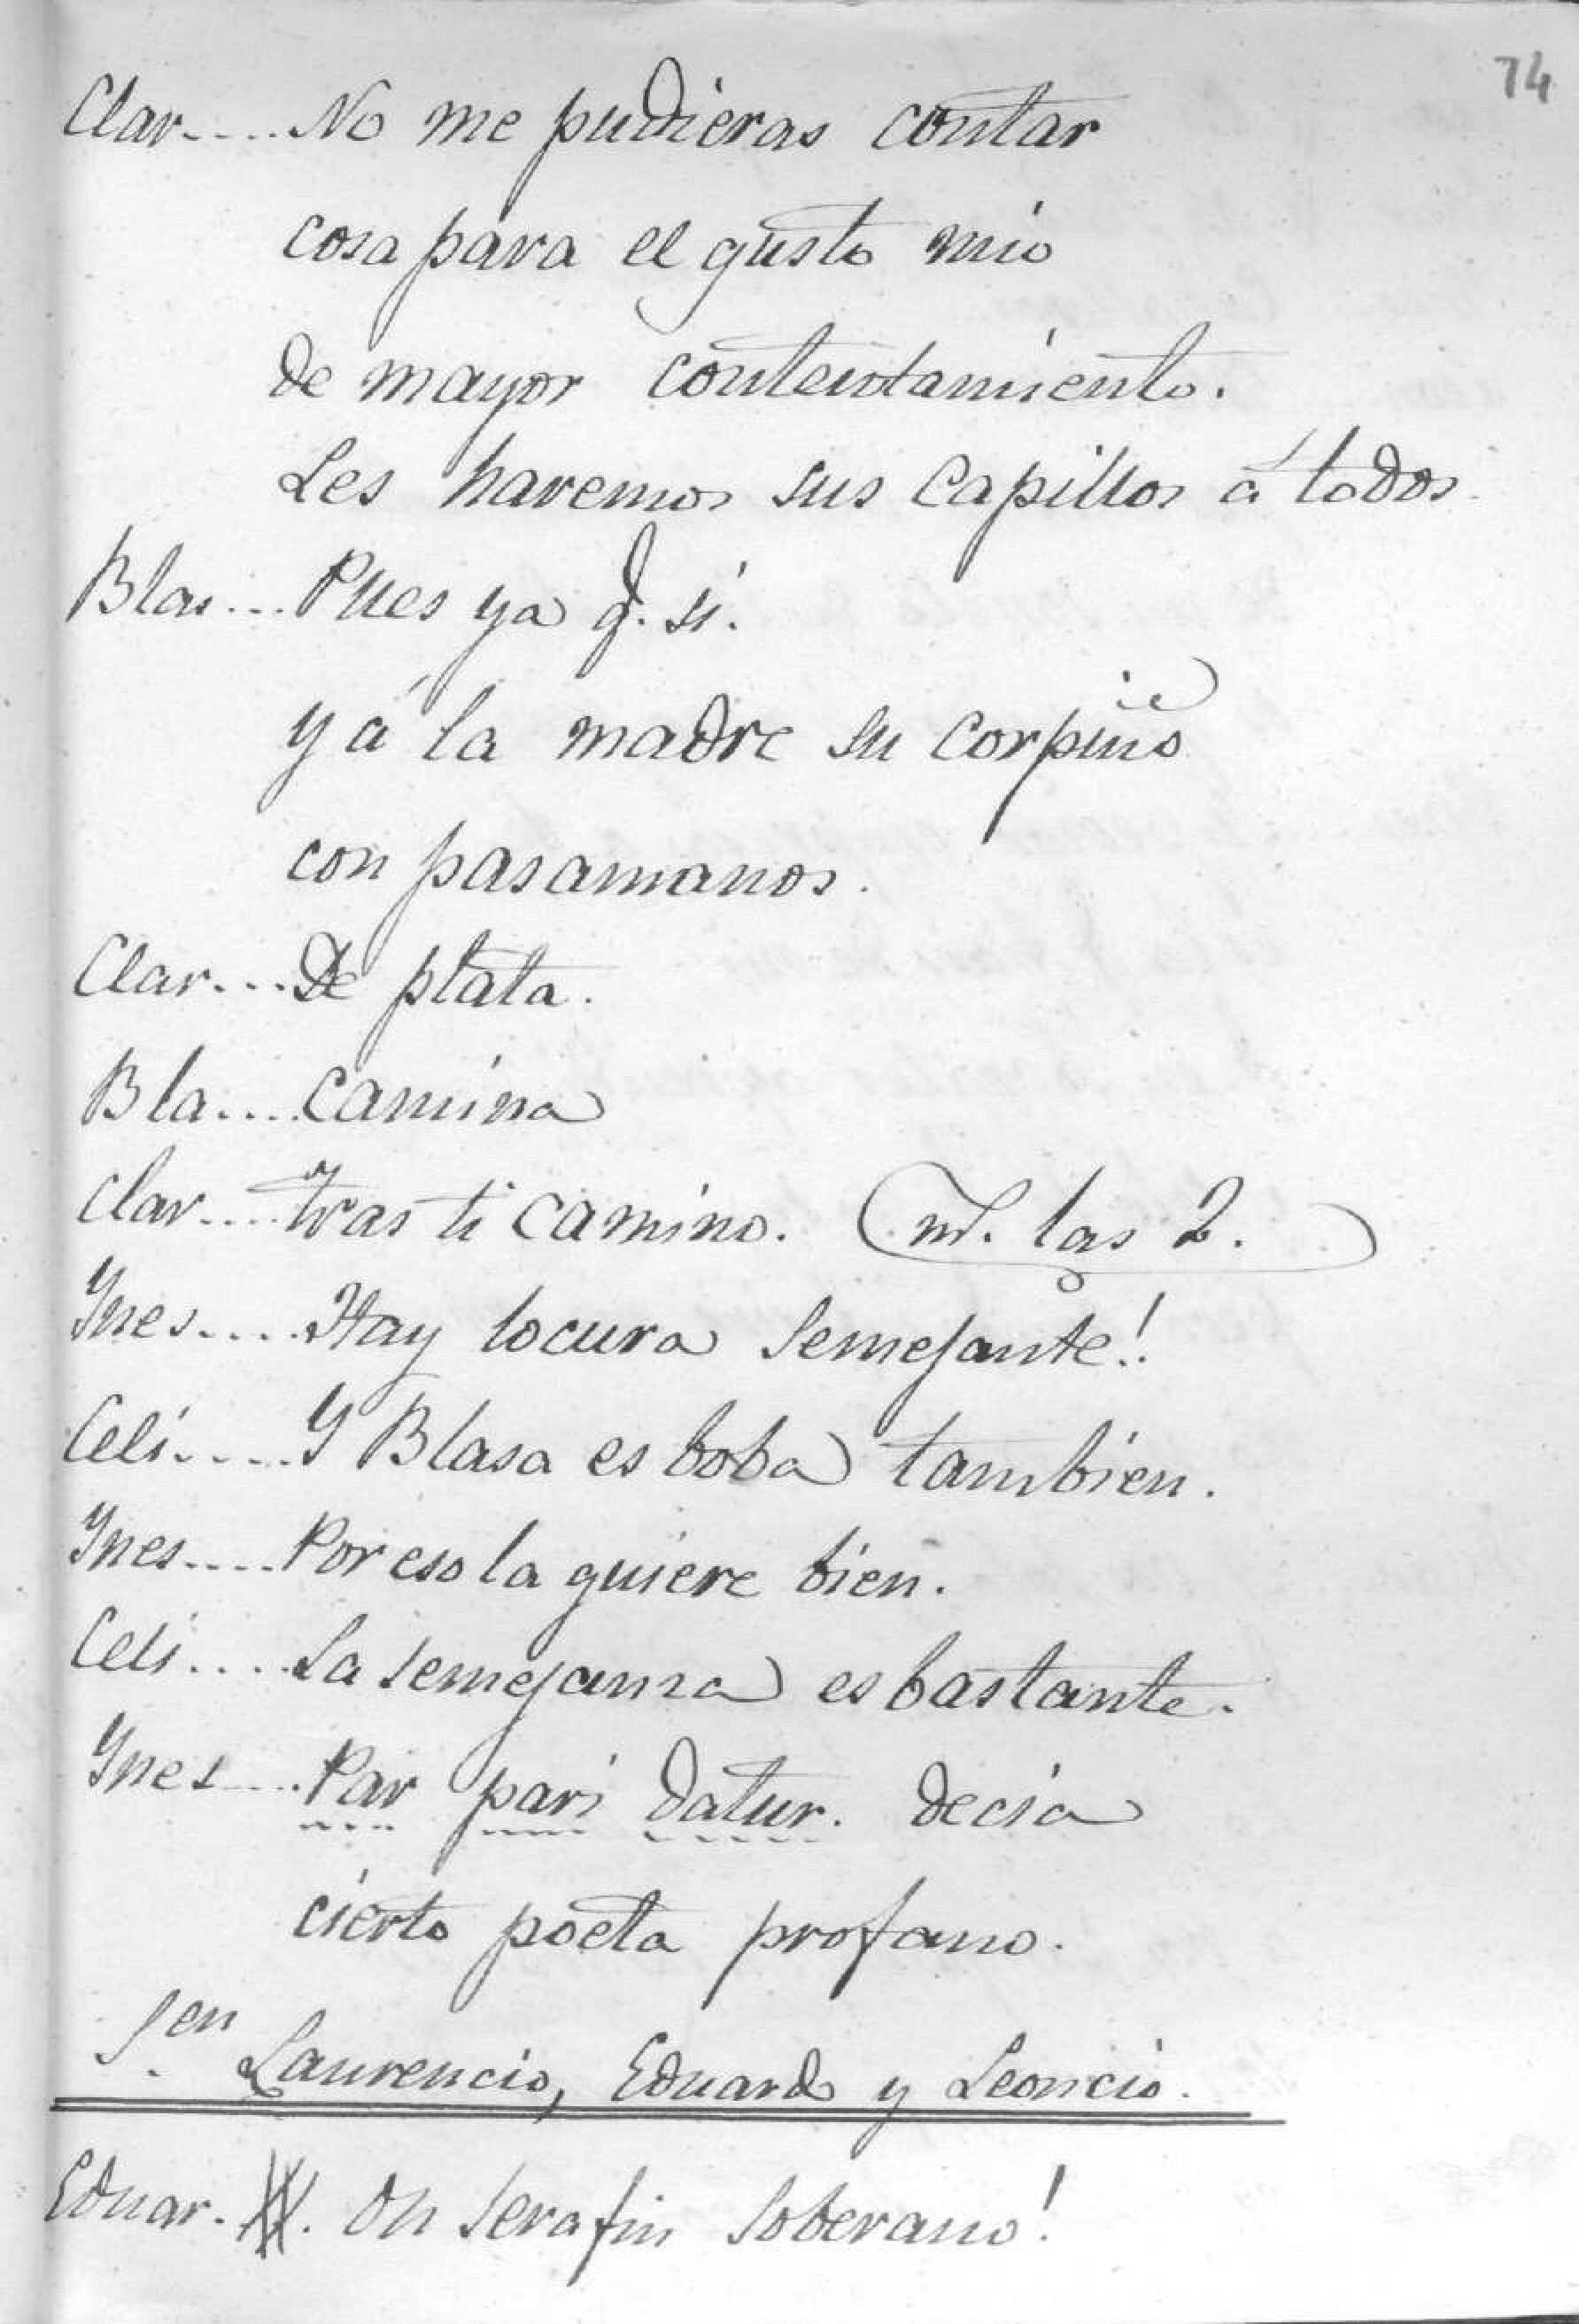 74
Clar.... No me pudieras contar
cosa para el gusto mio
de mayor contentamiento.
Les haremos sus capillos á todos.
Blas... Pues ya q. si.
y á la madre su corpiño
con pasamanos.
Clar... De plata.
Bla.... camina
Clar.... tras ti camino. (vd. las 2.)
Ynes.... Hay locura semejante!.
Celi..... Y Blasa es boba tambien.
Ynes.... Por eso la quiere bien.
Celi.... La semejanza es bastante.
Ynes.... Par pari datur. decia
cierto poeta profano.
Sen
Laurencio, Eduardo y Leoncio.
Eduar. Oh serafin soberano!